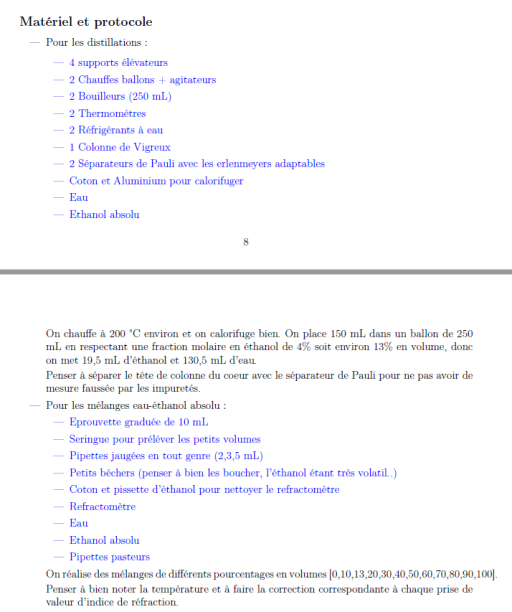 Matériel et protocole
— Pour les distillations :
— 4 supports élévateurs
— 2 Chauffes ballons + agitateurs
— 2 Bouilleurs (250 mL)
— 2 Thermomètres
— 2 Réfrigérants à eau
— 1 Colonne de Vigreux
— 2 Séparateurs de Pauli avec les erlenmeyers adaptables
— Coton et Aluminium pour calorifuger
— Eau
— Ethanol absolu
8
On chauffe à 200 °C environ et on calorifuge bien. On place 150 mL dans un ballon de 250
mL en respectant une fraction molaire en éthanol de 4% soit environ 13% en volume, donc
on met 19,5 mL d'éthanol et 130,5 mL d'eau.
Penser à séparer le tête de colonne du coeur avec le séparateur de Pauli pour ne pas avoir de
mesure faussée par les impuretés.
— Pour les mélanges eau-éthanol absolu :
— Eprouvette graduée de 10 mL
— Seringue pour préléver les petits volumes
— Pipettes jaugées en tout genre (2,3,5 mL)
— Petits béchers (penser à bien les boucher, l'éthanol étant très volatil..)
— Coton et pissette d'éthanol pour nettoyer le refractomètre
— Refractomètre
— Eau
— Ethanol absolu
— Pipettes pasteurs
On réalise des mélanges de différents pourcentages en volumes [0,10,13,20,30,40,50,60,70,80,90,100].
Penser à bien noter la température et à faire la correction correspondante à chaque prise de
valeur d'indice de réfraction.